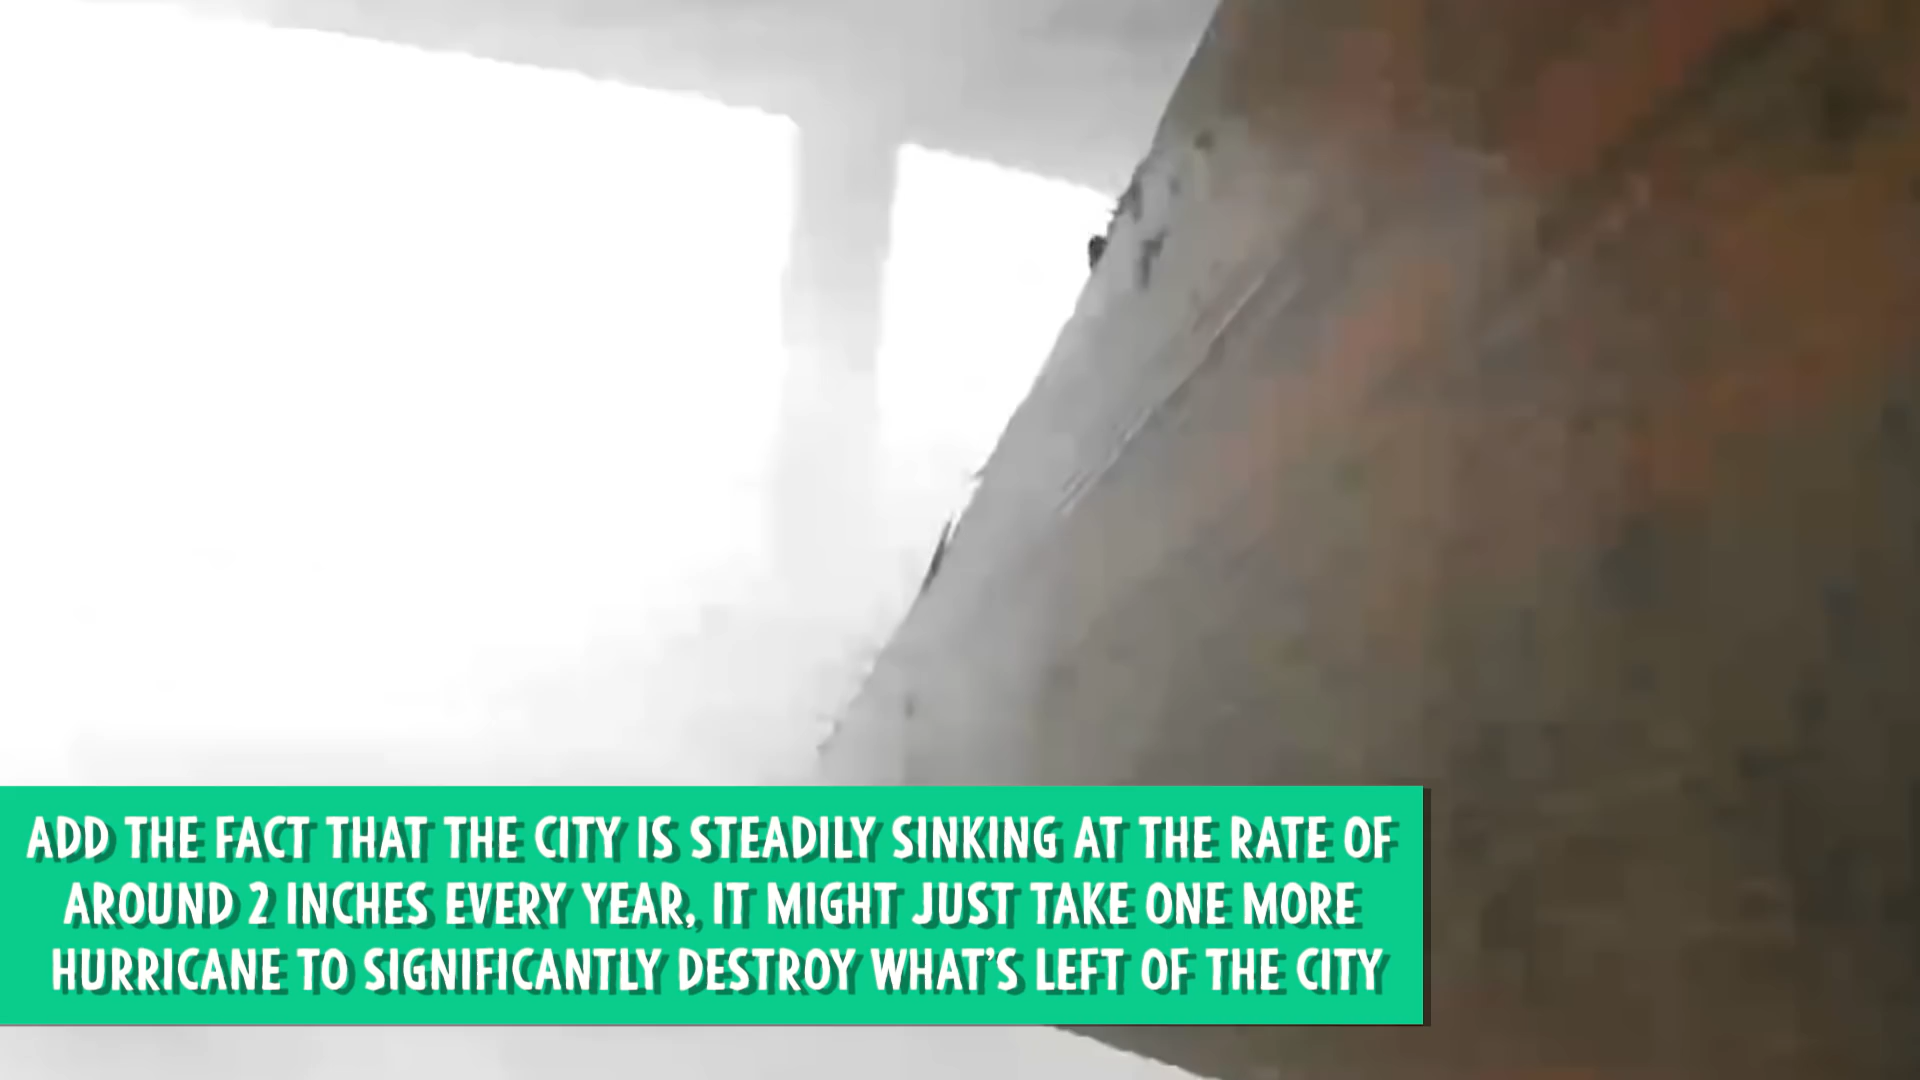 ADD THE FACT THAT THE CITY IS STEADILY SINKING AT THE RATE OF
AROUND 2 INCHES EVERY YEAR, IT MIGHT JUST TAKE ONE MORE
HURRICANE TO SIGNIFICANTLY DESTROY WHAT'S LEFT OF THE CITY